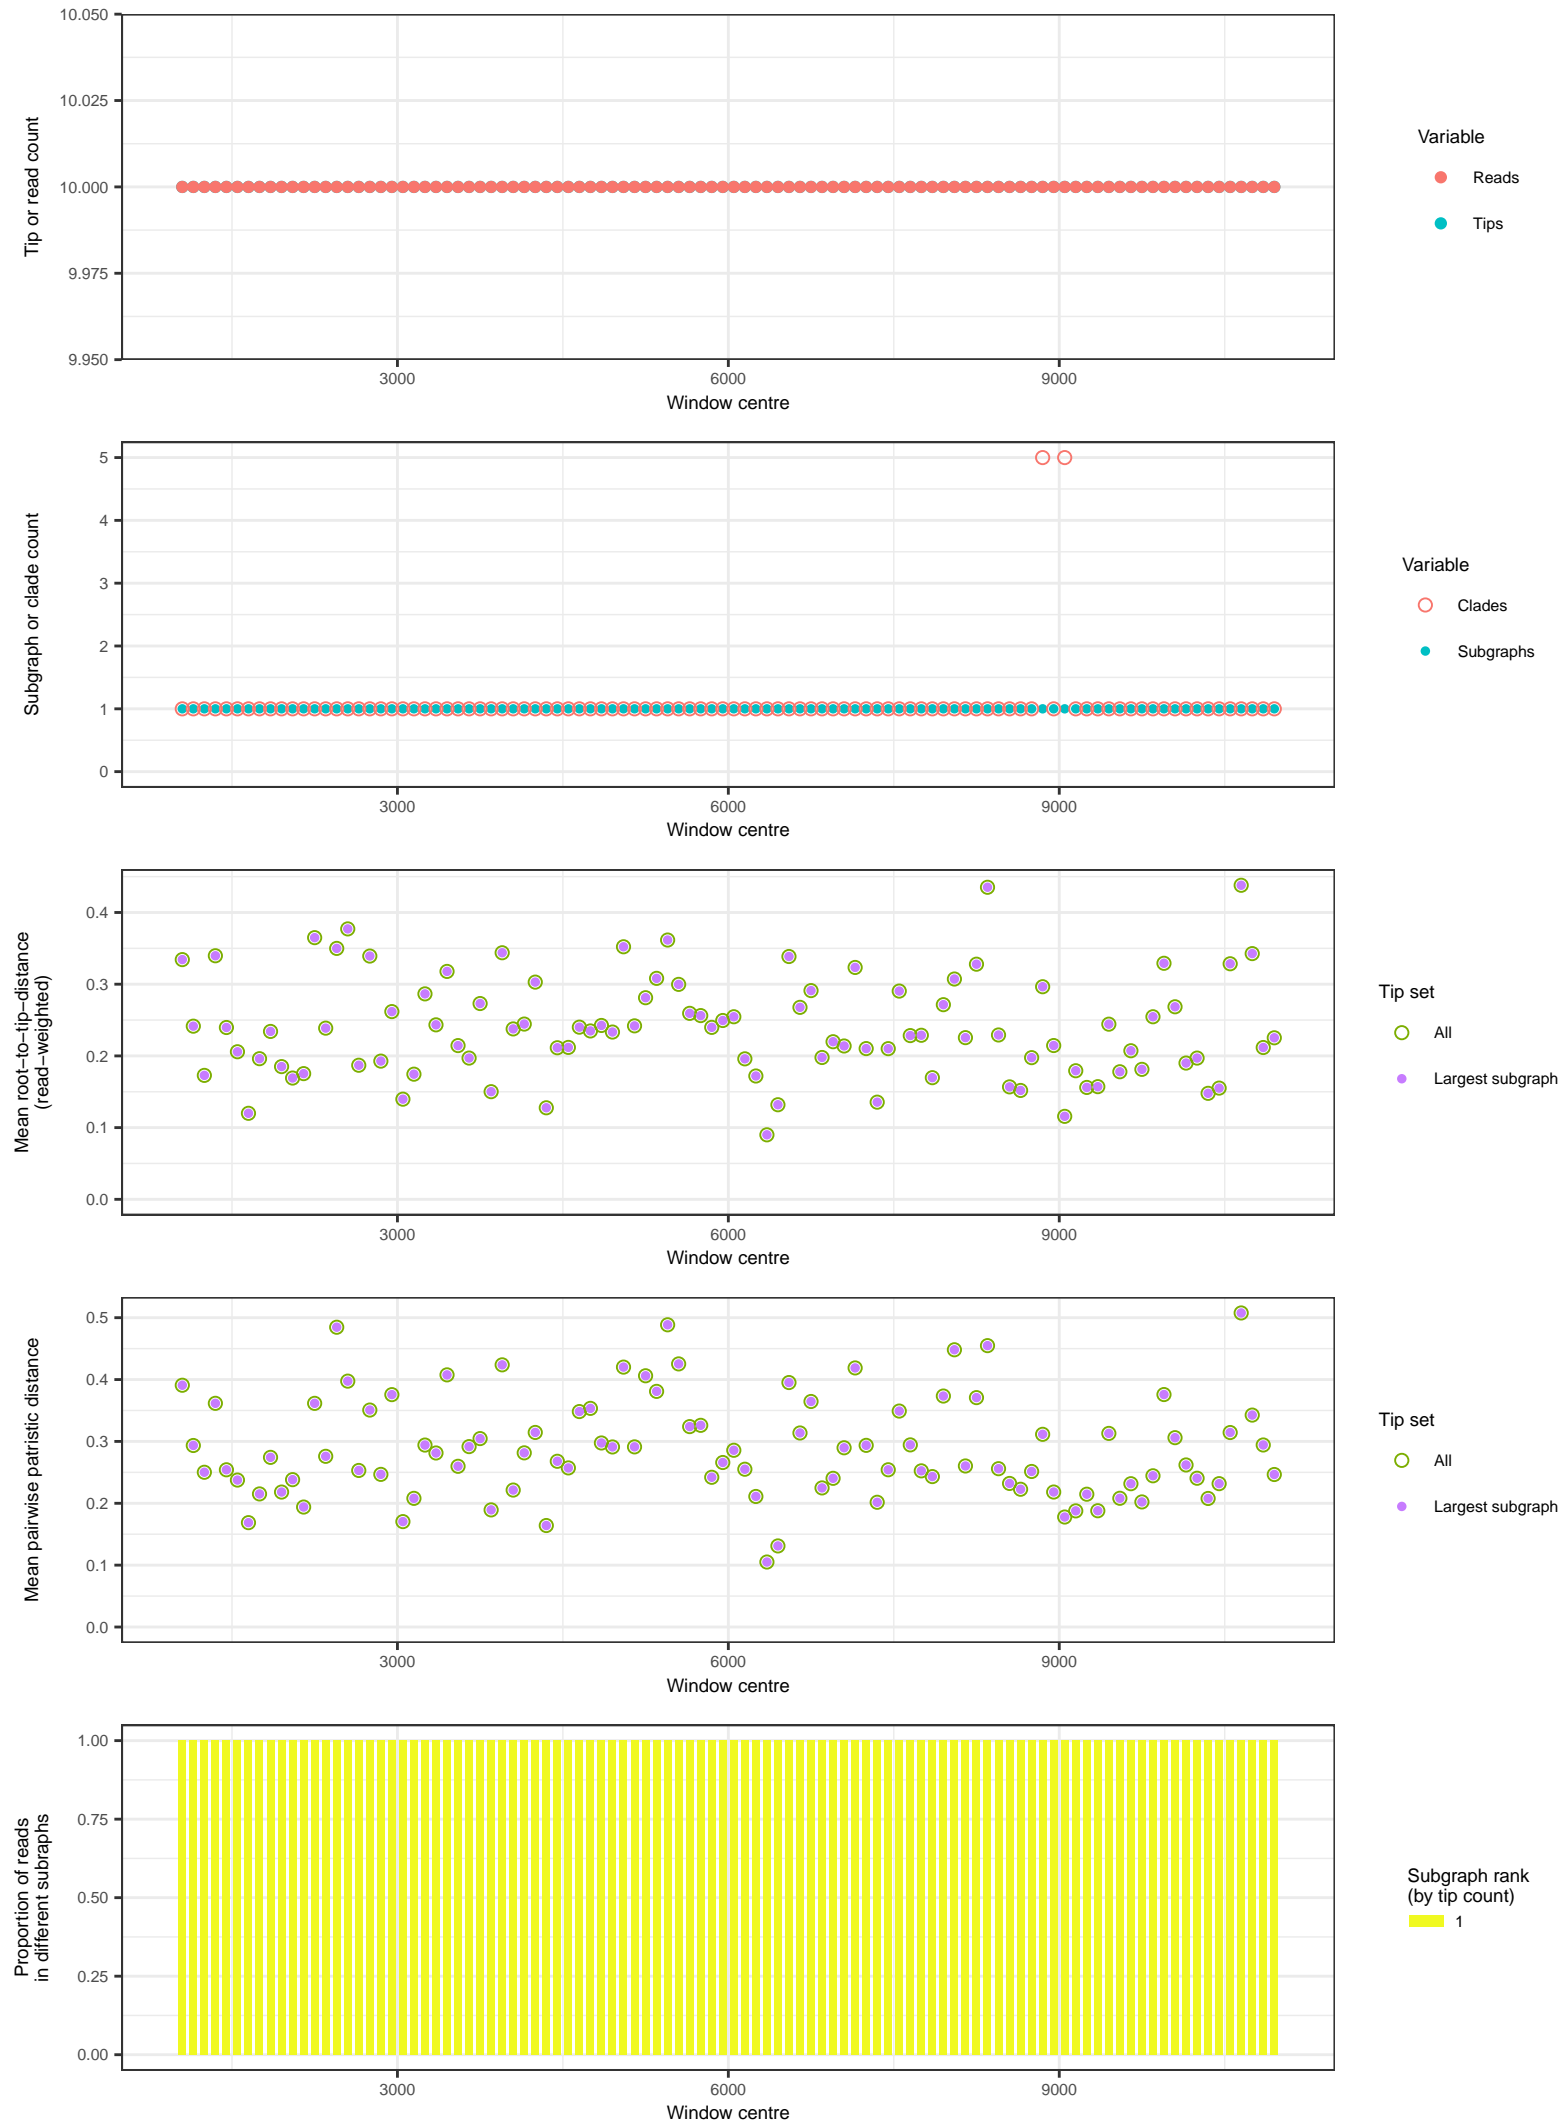 10.050
10.025
10.000
9.975
9.950
Tip or read count
3000
6000
9000
Window centre
Variable
Reads
Tips
5
4
3
2
1
0
Subgraph or clade count
3000
6000
9000
Window centre
Variable
Clades
Subgraphs
0.4
0.3
0.2
0.1
0.0
Mean root−to−tip−distance
(read−weighted)
3000
6000
9000
Window centre
Tip set
All
Largest subgraph
0.5
0.4
0.3
0.2
0.1
0.0
Mean pairwise patristic distance
3000
6000
9000
Window centre
Tip set
All
Largest subgraph
1.00
0.75
0.50
0.25
0.00
Proportion of reads
in different subraphs
3000
6000
9000
Window centre
Subgraph rank
(by tip count)
1